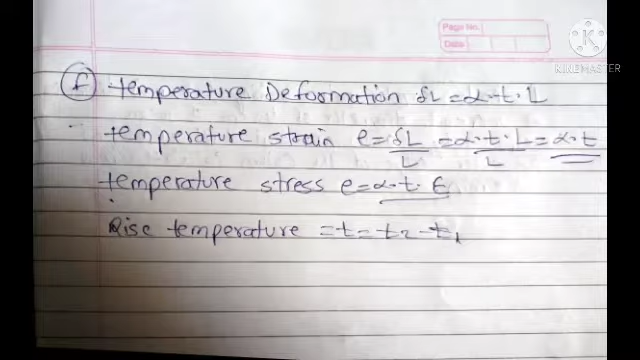 Page No.
Date
K
KINEMASTER
(f) temperature Deformation δL = α·t·L
temperature strain e = δL/L = α·t·L/L = α·t
temperature stress e = α·t·E
Rise temperature = t = t2 - t1